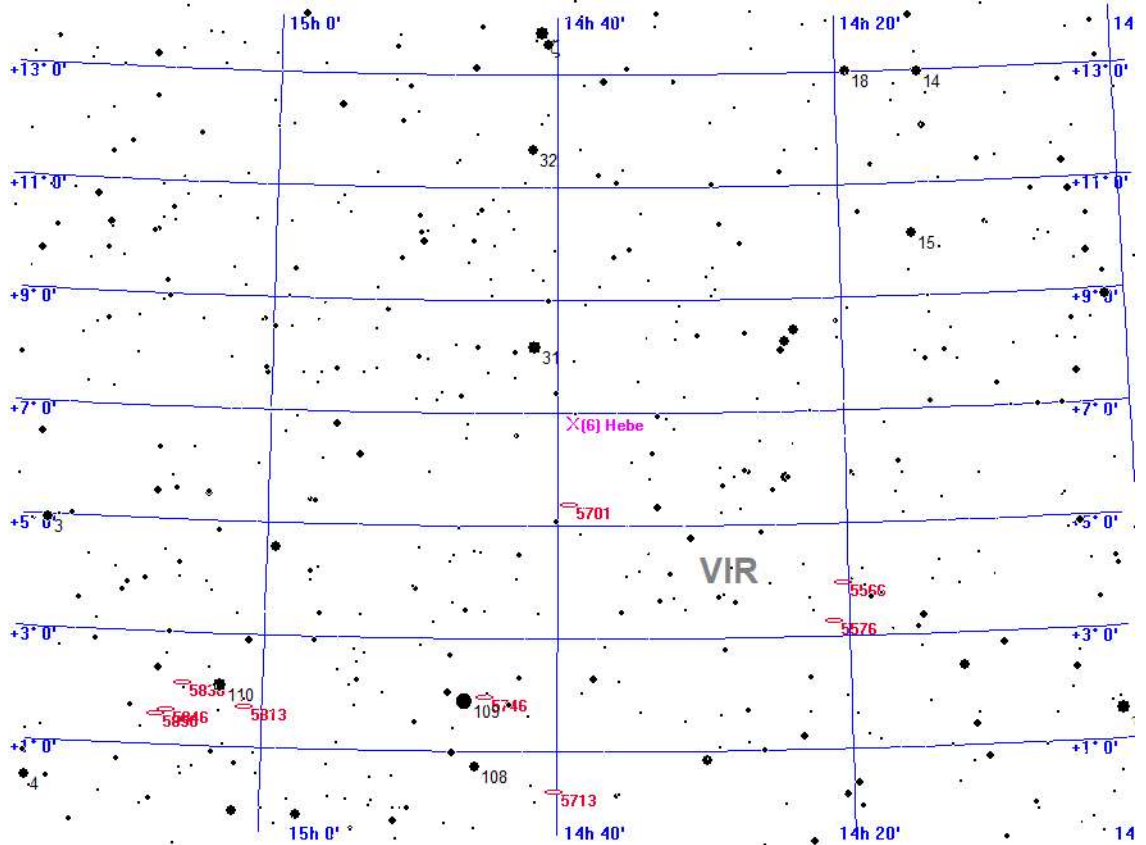 15h 0' 14h 40' 14h 20' 14
+13° 0' 18 14 +13° 0'
32
+11° 0' +11° 0'
15
+9° 0' +9° 0'
31
+7° 0' +7° 0'
(6) Hebe
5701
+5° 0' 3 +5° 0'
VIR
5566
5576
+3° 0' +3° 0'
110
5813 109 5746
5846
+1° 0' +1° 0'
4 108
5713
15h 0' 14h 40' 14h 20' 14